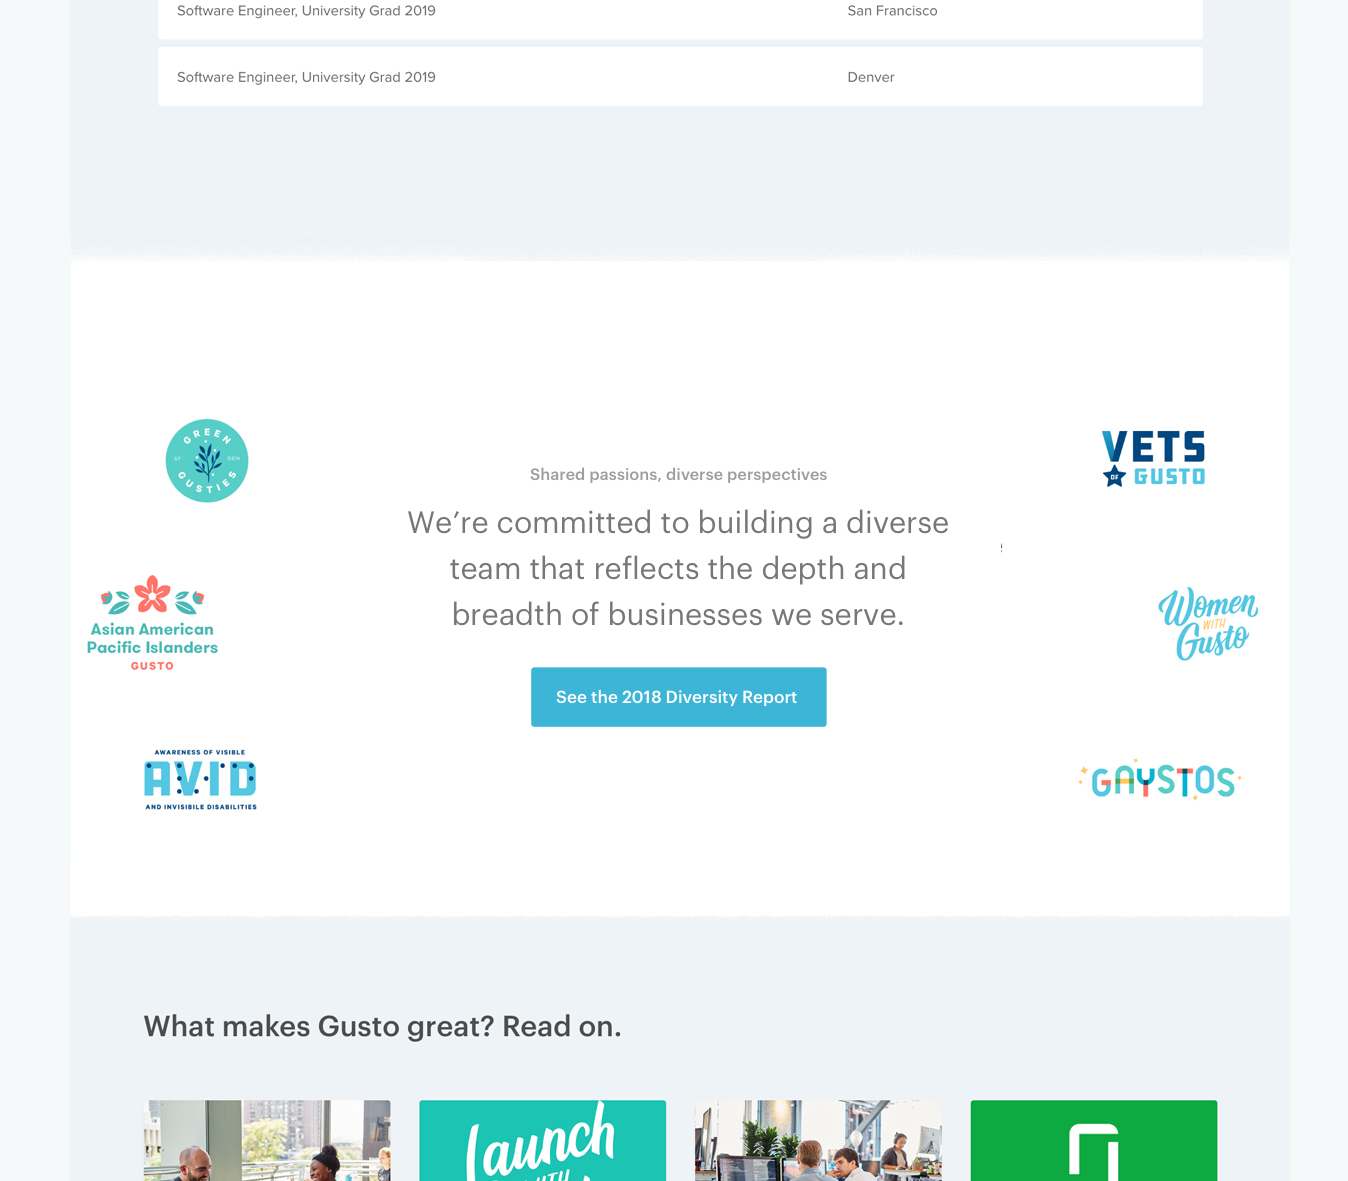 Software Engineer, University Grad 2019
San Francisco
Software Engineer, University Grad 2019
Denver
GREEN
SF
DEN
GUSTIES
VETS
OF GUSTO
Shared passions, diverse perspectives
We’re committed to building a diverse
team that reflects the depth and
breadth of businesses we serve.
See the 2018 Diversity Report
Asian American
Pacific Islanders
GUSTO
Women
WITH
Gusto
AWARENESS OF VISIBLE
AVID
AND INVISIBLE DISABILITIES
GAYSTOS
What makes Gusto great? Read on.
Launch